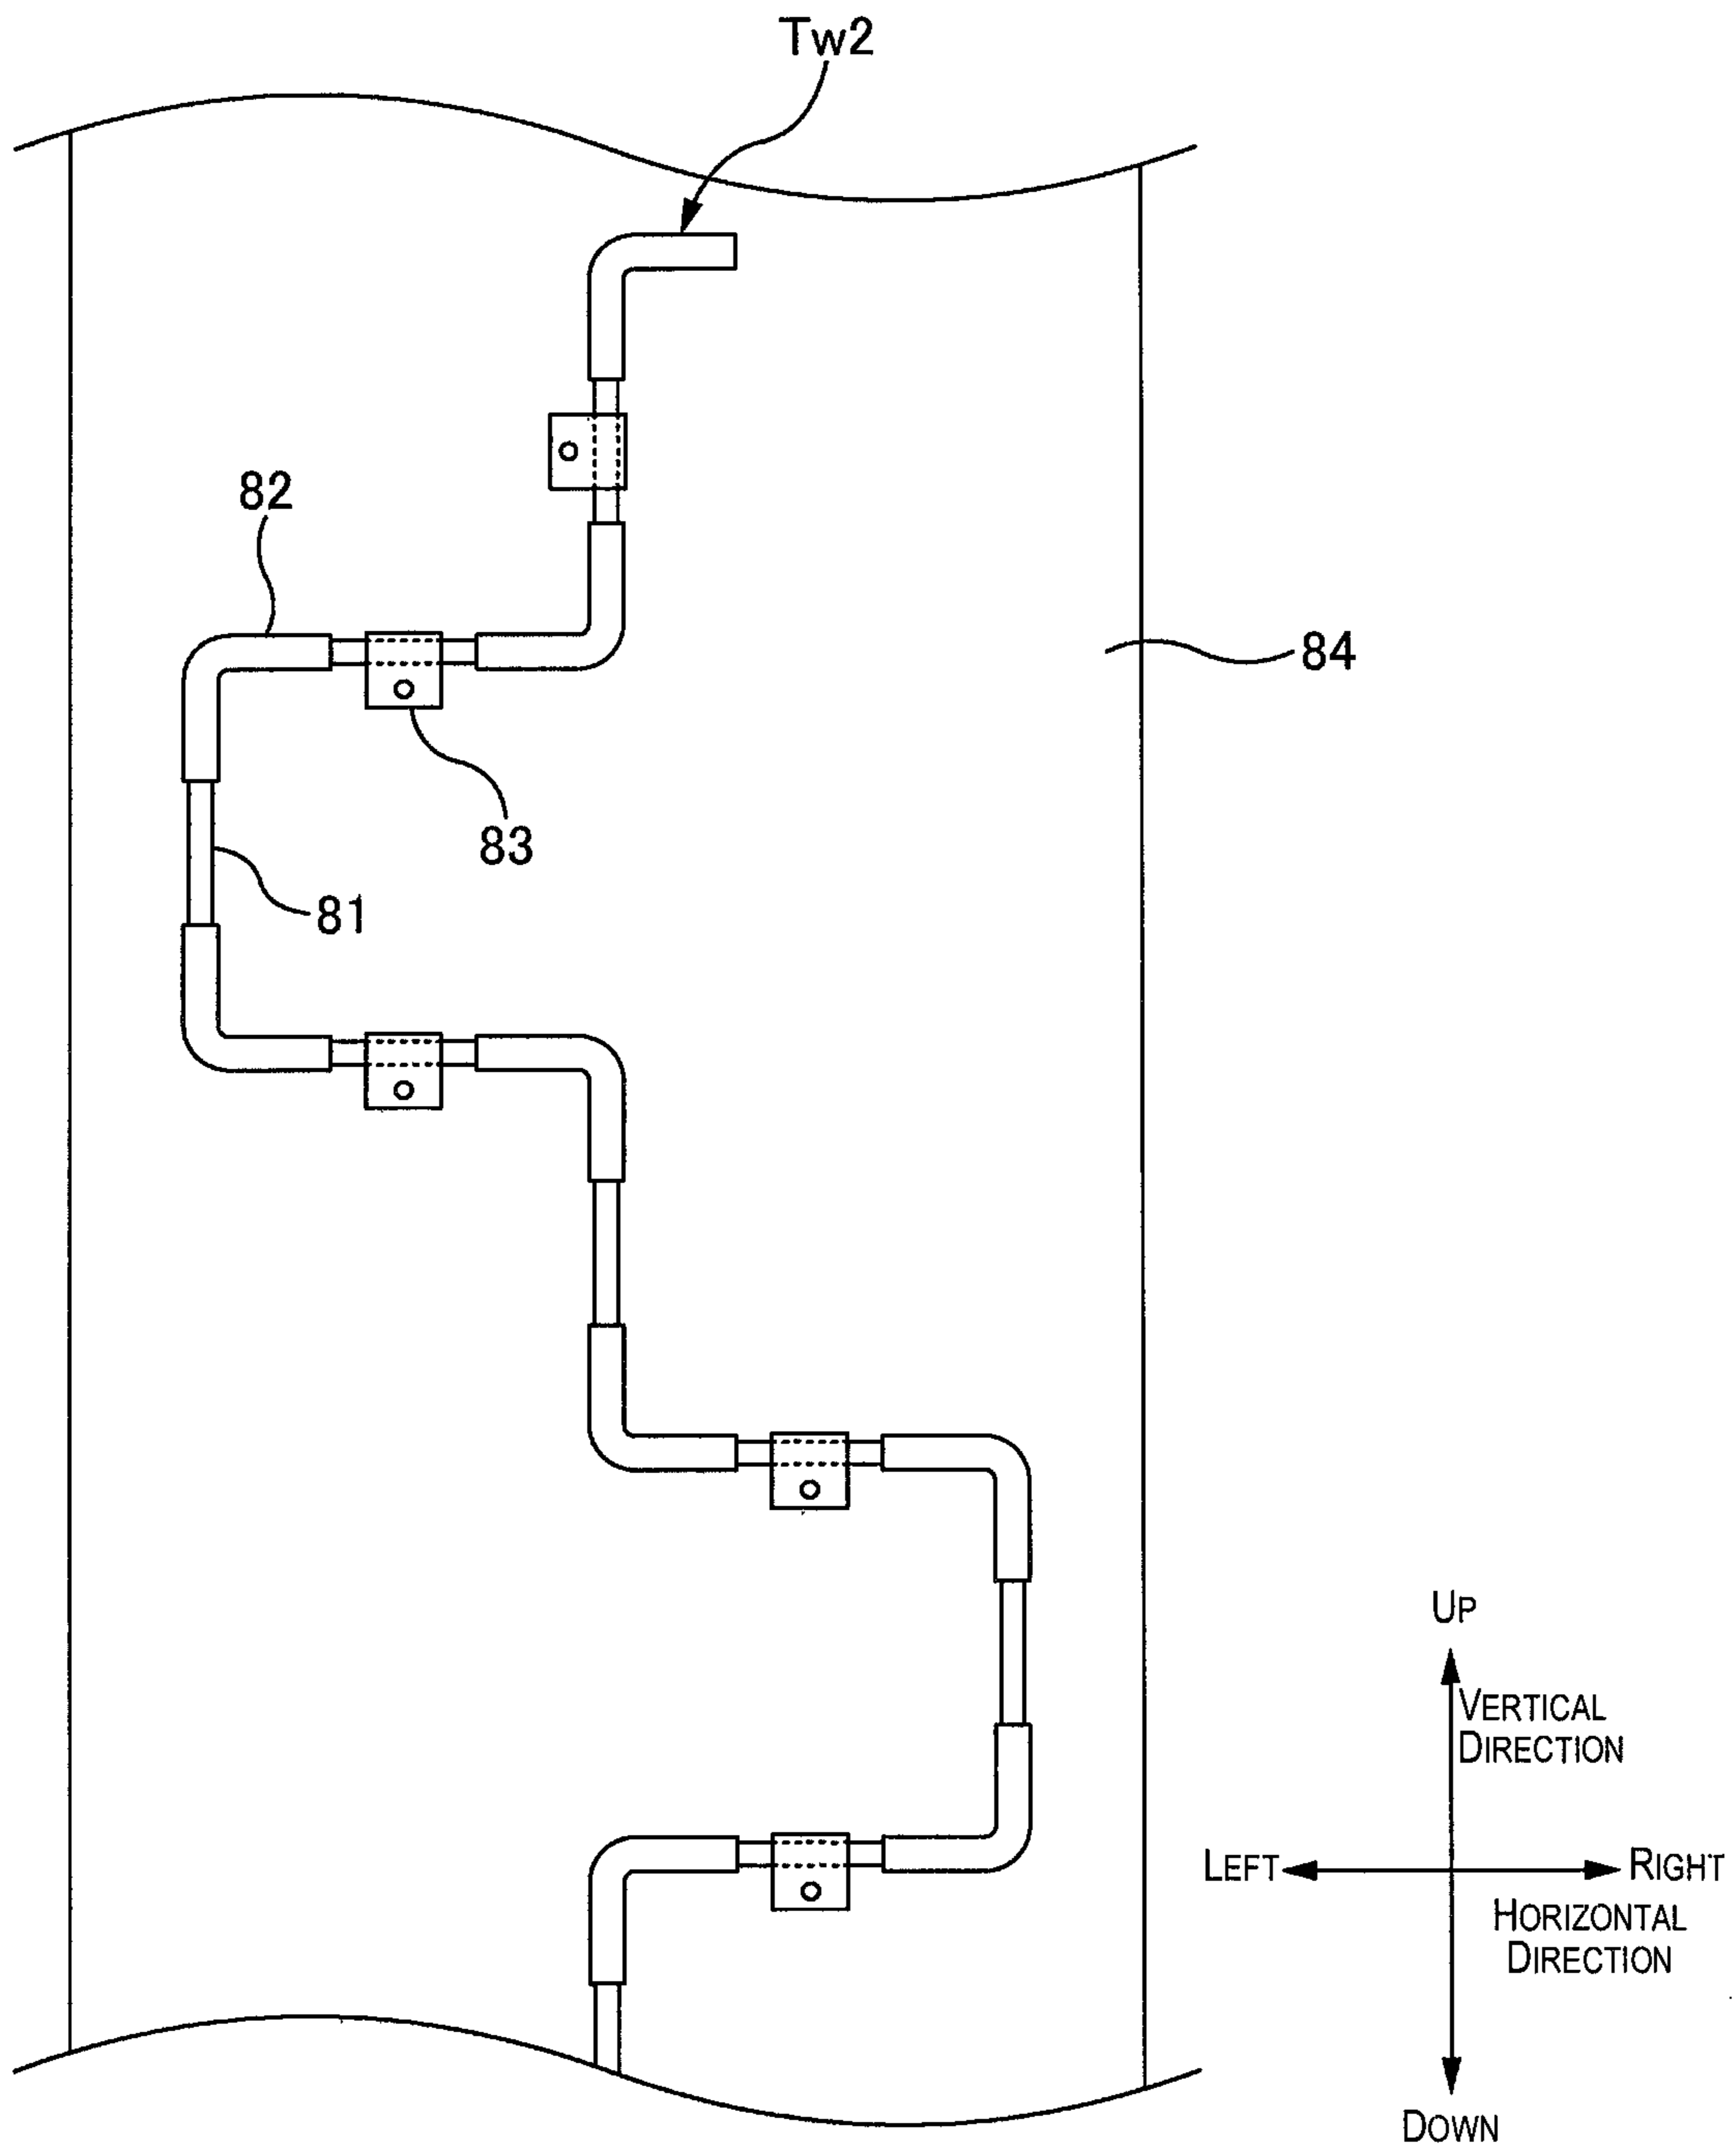 Tw2
82
84
83
81
UP
VERTICAL
DIRECTION
LEFT
RIGHT
HORIZONTAL
DIRECTION
DOWN